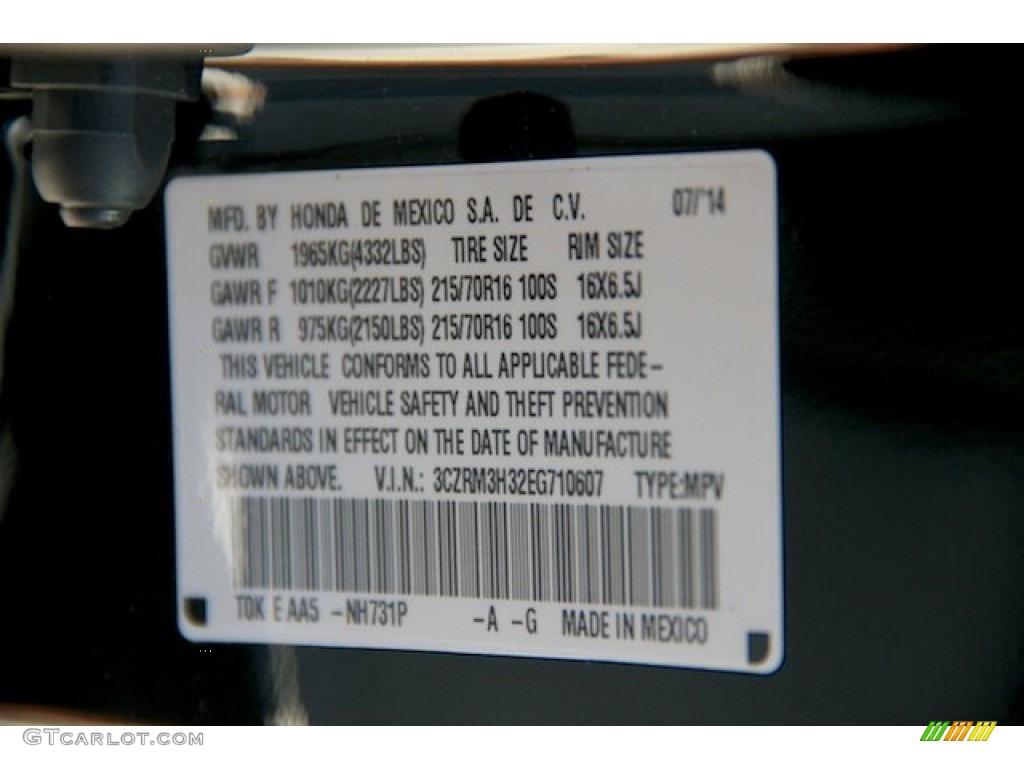 MFD. BY HONDA DE MEXICO S.A. DE C.V. 07/'14
GVWR 1965KG(4332LBS) TIRE SIZE RIM SIZE
GAWR F 1010KG(2227LBS) 215/70R16 100S 16X6.5J
GAWR R 975KG(2150LBS) 215/70R16 100S 16X6.5J
THIS VEHICLE CONFORMS TO ALL APPLICABLE FEDE-
RAL MOTOR VEHICLE SAFETY AND THEFT PREVENTION
STANDARDS IN EFFECT ON THE DATE OF MANUFACTURE
SHOWN ABOVE. V.I.N.: 3CZRM3H32EG710607 TYPE:MPV
T0K E AA5 -NH731P -A -G MADE IN MEXICO
GTCARLOT.COM